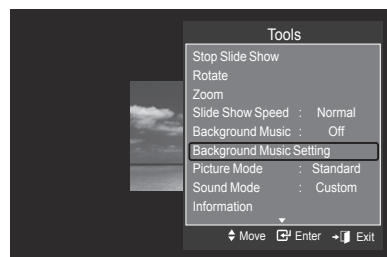 Tools
Stop Slide Show
Rotate
Zoom
Slide Show Speed : Normal
Background Music : Off
Background Music Setting
Picture Mode : Standard
Sound Mode : Custom
Information
Move Enter Exit